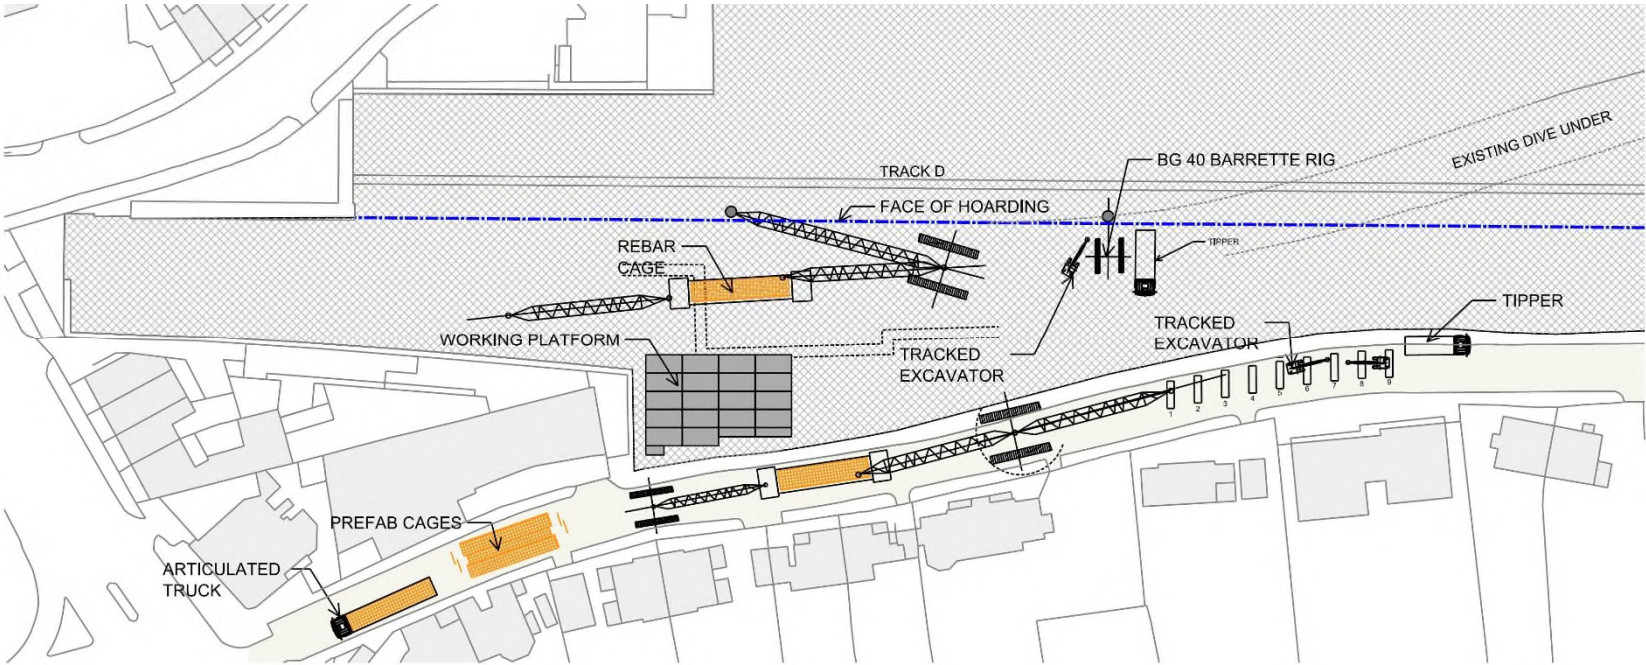 EXISTING DIVE UNDER
BG 40 BARRETTE RIG
TRACK D
FACE OF HOARDING
REBAR
CAGE
TIPPER
TIPPER
WORKING PLATFORM
TRACKED
EXCAVATOR
TRACKED
EXCAVATOR
1
2
3
4
5
6
7
8
9
PREFAB CAGES
ARTICULATED
TRUCK